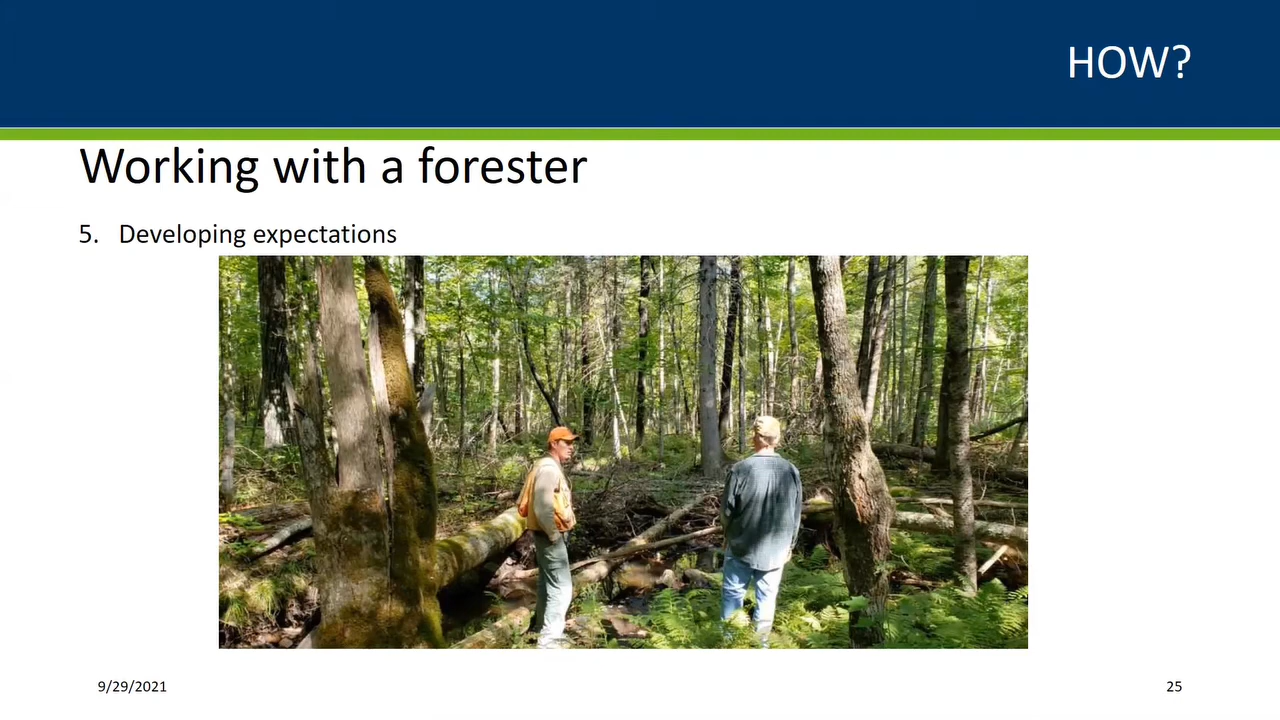 HOW?
Working with a forester
5. Developing expectations
9/29/2021
25